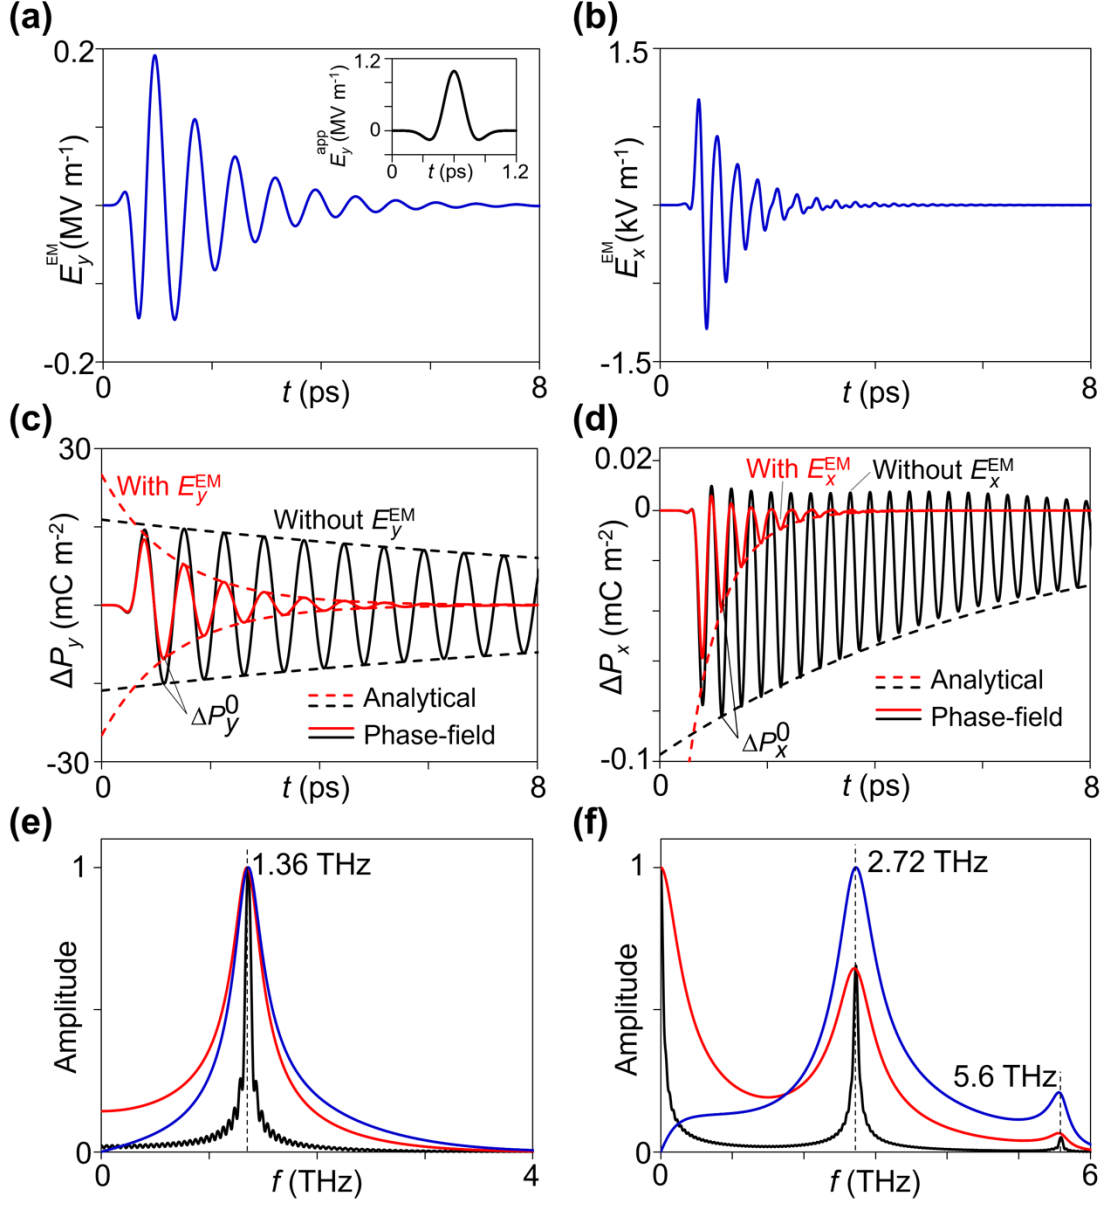 (a)
0.2
E_y^EM (MV m-1)
-0.2
0
8
t (ps)
1.2
0
E_y^app (MV m-1)
0
t (ps)
1.2
(b)
1.5
E_x^EM (kV m-1)
-1.5
0
8
t (ps)
(c)
30
ΔP_y (mC m-2)
-30
With E_y^EM
Without E_y^EM
ΔP_y^0
Analytical
Phase-field
0
8
t (ps)
(d)
0.02
0
ΔP_x (mC m-2)
-0.1
With E_x^EM
Without E_x^EM
ΔP_x^0
Analytical
Phase-field
0
8
t (ps)
(e)
1
Amplitude
0
1.36 THz
0
4
f (THz)
(f)
1
Amplitude
0
2.72 THz
5.6 THz
0
6
f (THz)